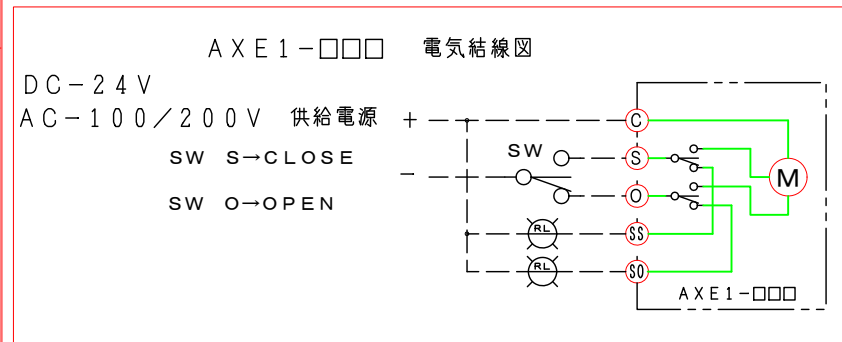 AXE1-□□□ 電気結線図
DC-24V
AC-100/200V 供給電源 +
C
SW S→CLOSE
SW
S
-
M
SW O→OPEN
O
RL
SS
RL
SO
AXE1-□□□